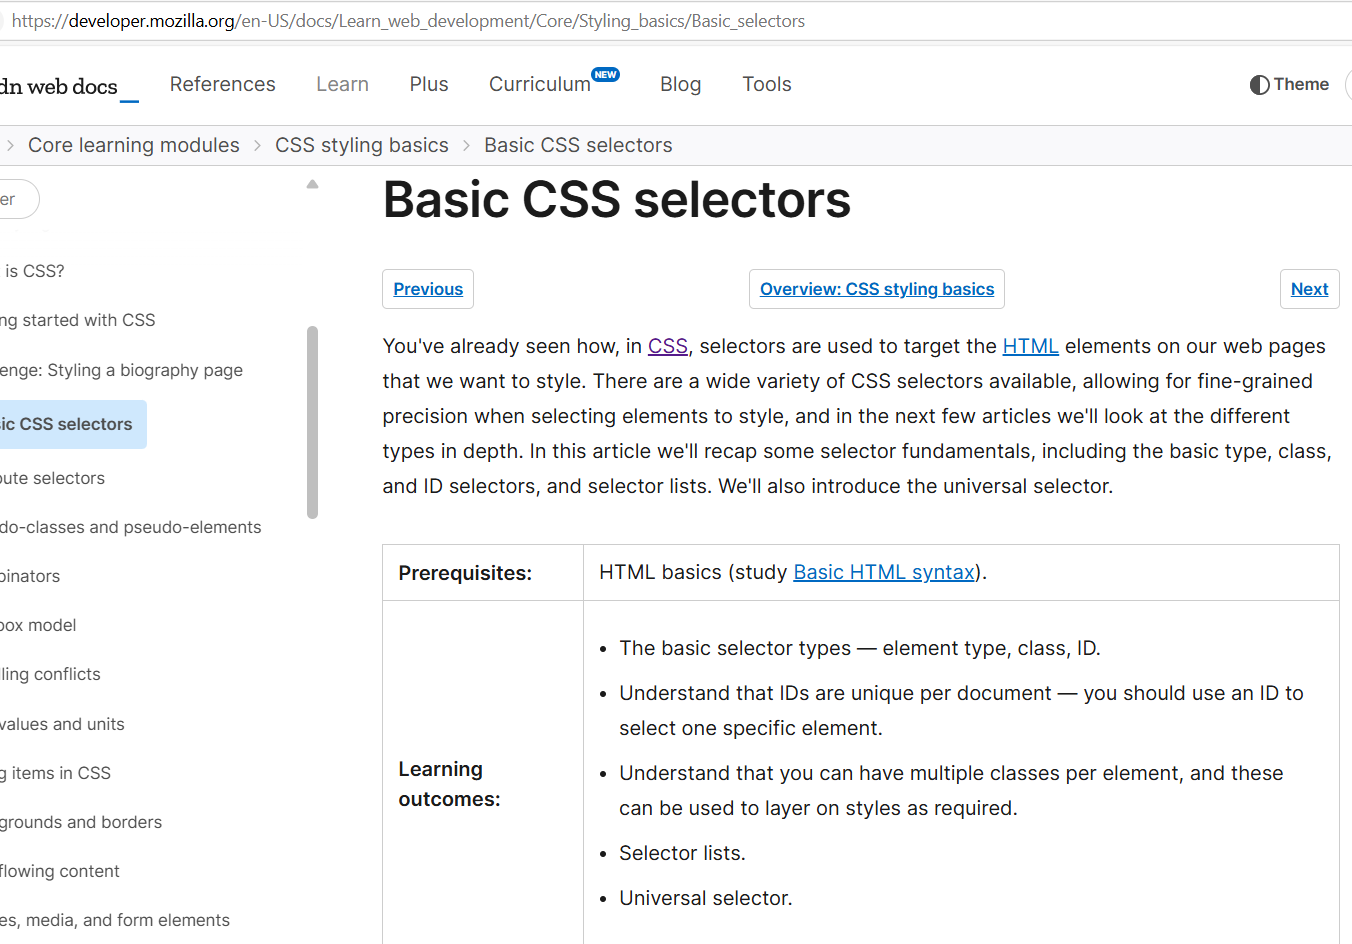 https://developer.mozilla.org/en-US/docs/Learn_web_development/Core/Styling_basics/Basic_selectors
dn web docs_ References Learn Plus Curriculum NEW Blog Tools Theme
Core learning modules > CSS styling basics > Basic CSS selectors
er
is CSS?
ng started with CSS
enge: Styling a biography page
ic CSS selectors
oute selectors
do-classes and pseudo-elements
binators
box model
lling conflicts
values and units
g items in CSS
grounds and borders
flowing content
es, media, and form elements
Basic CSS selectors
Previous Overview: CSS styling basics Next
You've already seen how, in CSS, selectors are used to target the HTML elements on our web pages
that we want to style. There are a wide variety of CSS selectors available, allowing for fine-grained
precision when selecting elements to style, and in the next few articles we'll look at the different
types in depth. In this article we'll recap some selector fundamentals, including the basic type, class,
and ID selectors, and selector lists. We'll also introduce the universal selector.
Prerequisites: HTML basics (study Basic HTML syntax).
Learning
outcomes:
• The basic selector types — element type, class, ID.
• Understand that IDs are unique per document — you should use an ID to
select one specific element.
• Understand that you can have multiple classes per element, and these
can be used to layer on styles as required.
• Selector lists.
• Universal selector.